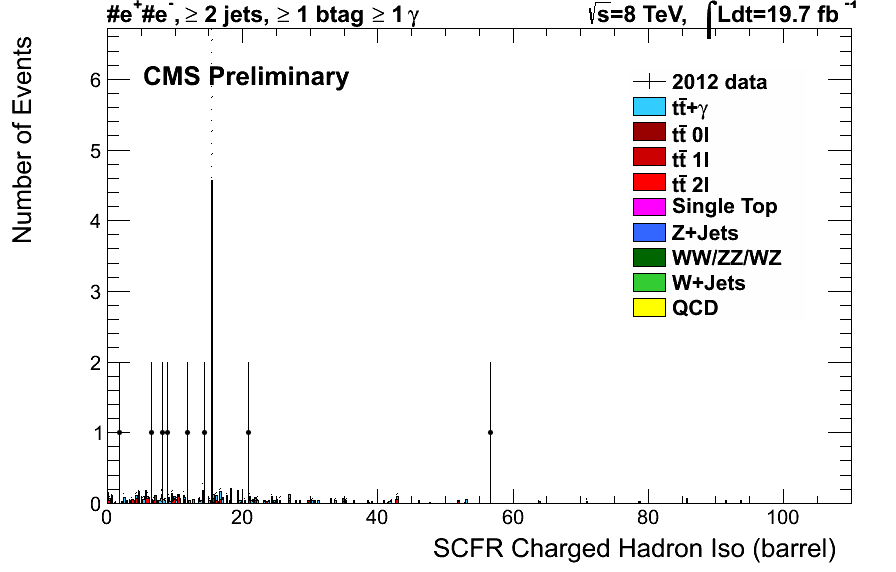 #e⁺#e⁻, ≥ 2 jets, ≥ 1 btag ≥ 1 γ
√s=8 TeV, ∫Ldt=19.7 fb⁻¹
CMS Preliminary
Number of Events
2012 data
tt̄+γ
tt̄ 0l
tt̄ 1l
tt̄ 2l
Single Top
Z+Jets
WW/ZZ/WZ
W+Jets
QCD
6
5
4
3
2
1
0
0 20 40 60 80 100
SCFR Charged Hadron Iso (barrel)